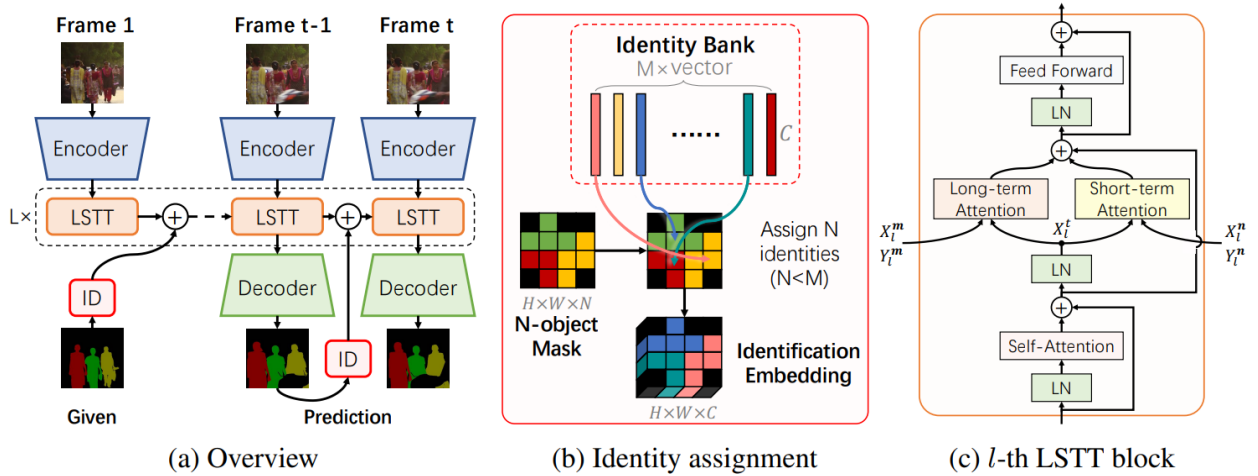 Frame 1
Frame t-1
Frame t
Encoder
Encoder
Encoder
L×
LSTT
LSTT
LSTT
ID
Decoder
Decoder
ID
Given
Prediction
(a) Overview
Identity Bank
M×vector
......
C
Assign N
identities
(N<M)
H×W×N
N-object
Mask
Identification
Embedding
H×W×C
(b) Identity assignment
Feed Forward
LN
Long-term
Attention
Short-term
Attention
X_l^m
Y_l^m
X_l^t
X_l^n
Y_l^n
LN
Self-Attention
LN
(c) l-th LSTT block